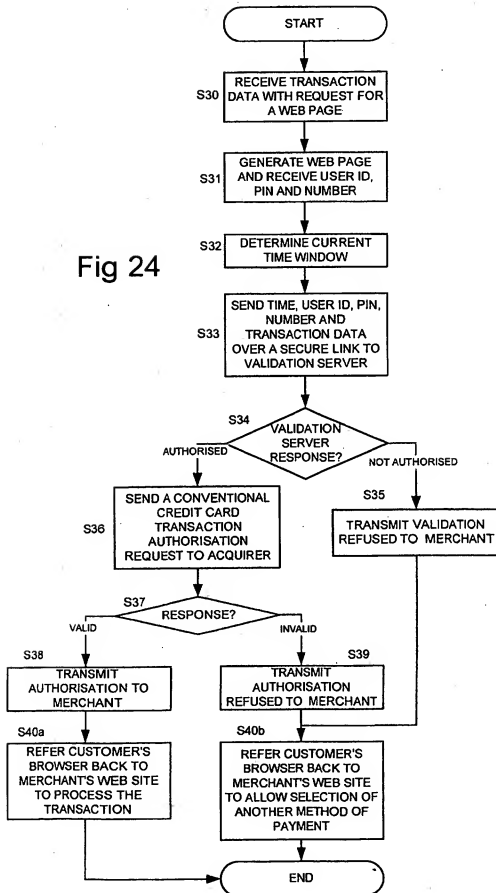 START
S30
RECEIVE TRANSACTION
DATA WITH REQUEST FOR
A WEB PAGE
S31
GENERATE WEB PAGE
AND RECEIVE USER ID,
PIN AND NUMBER
Fig 24
S32
DETERMINE CURRENT
TIME WINDOW
S33
SEND TIME, USER ID, PIN,
NUMBER AND
TRANSACTION DATA
OVER A SECURE LINK TO
VALIDATION SERVER
S34
VALIDATION
SERVER
RESPONSE?
AUTHORISED
NOT AUTHORISED
S36
SEND A CONVENTIONAL
CREDIT CARD
TRANSACTION
AUTHORISATION
REQUEST TO ACQUIRER
S35
TRANSMIT VALIDATION
REFUSED TO MERCHANT
S37
RESPONSE?
VALID
INVALID
S38
TRANSMIT
AUTHORISATION TO
MERCHANT
S39
TRANSMIT
AUTHORISATION
REFUSED TO MERCHANT
S40a
REFER CUSTOMER'S
BROWSER BACK TO
MERCHANT'S WEB SITE
TO PROCESS THE
TRANSACTION
S40b
REFER CUSTOMER'S
BROWSER BACK TO
MERCHANT'S WEB SITE
TO ALLOW SELECTION OF
ANOTHER METHOD OF
PAYMENT
END